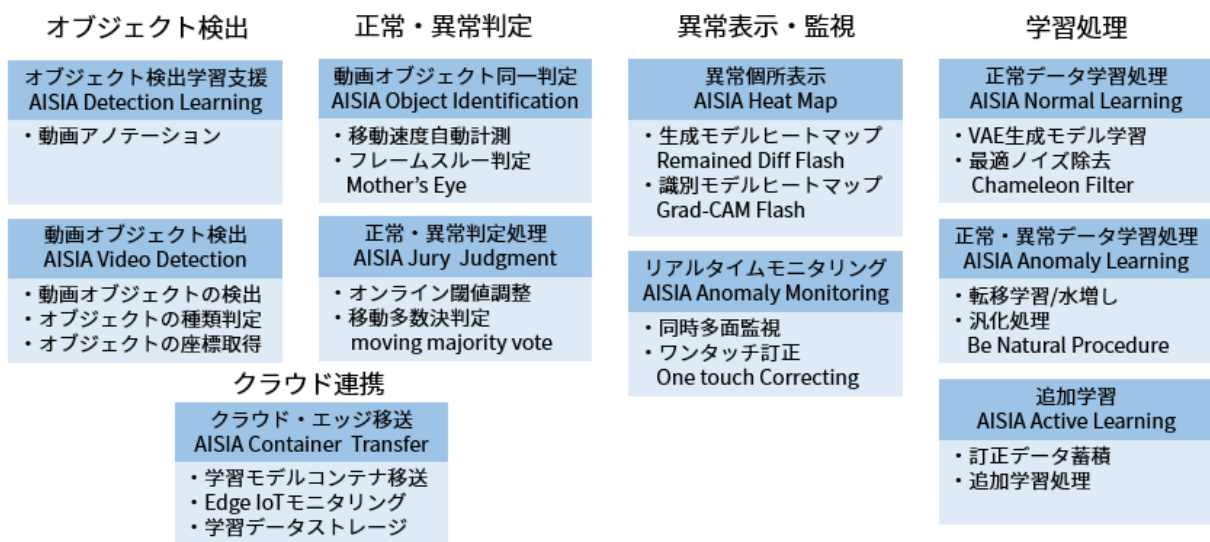 オブジェクト検出
オブジェクト検出学習支援
AISIA Detection Learning
・動画アノテーション
動画オブジェクト検出
AISIA Video Detection
・動画オブジェクトの検出
・オブジェクトの種類判定
・オブジェクトの座標取得
正常・異常判定
動画オブジェクト同一判定
AISIA Object Identification
・移動速度自動計測
・フレームスルー判定
Mother's Eye
正常・異常判定処理
AISIA Jury Judgment
・オンライン閾値調整
・移動多数決判定
moving majority vote
クラウド連携
クラウド・エッジ移送
AISIA Container Transfer
・学習モデルコンテナ移送
・Edge IoTモニタリング
・学習データストレージ
異常表示・監視
異常個所表示
AISIA Heat Map
・生成モデルヒートマップ
Remained Diff Flash
・識別モデルヒートマップ
Grad-CAM Flash
リアルタイムモニタリング
AISIA Anomaly Monitoring
・同時多面監視
・ワンタッチ訂正
One touch Correcting
学習処理
正常データ学習処理
AISIA Normal Learning
・VAE生成モデル学習
・最適ノイズ除去
Chameleon Filter
正常・異常データ学習処理
AISIA Anomaly Learning
・転移学習/水増し
・汎化処理
Be Natural Procedure
追加学習
AISIA Active Learning
・訂正データ蓄積
・追加学習処理